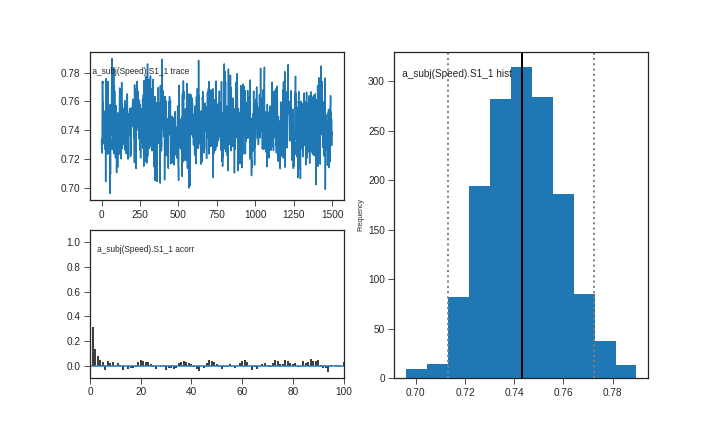 a_subj(Speed).S1_1 trace
0.78
0.76
0.74
0.72
0.70
0 250 500 750 1000 1250 1500
a_subj(Speed).S1_1 acorr
1.0
0.8
0.6
0.4
0.2
0.0
0 20 40 60 80 100
a_subj(Speed).S1_1 hist
Frequency
300
250
200
150
100
50
0
0.70 0.72 0.74 0.76 0.78